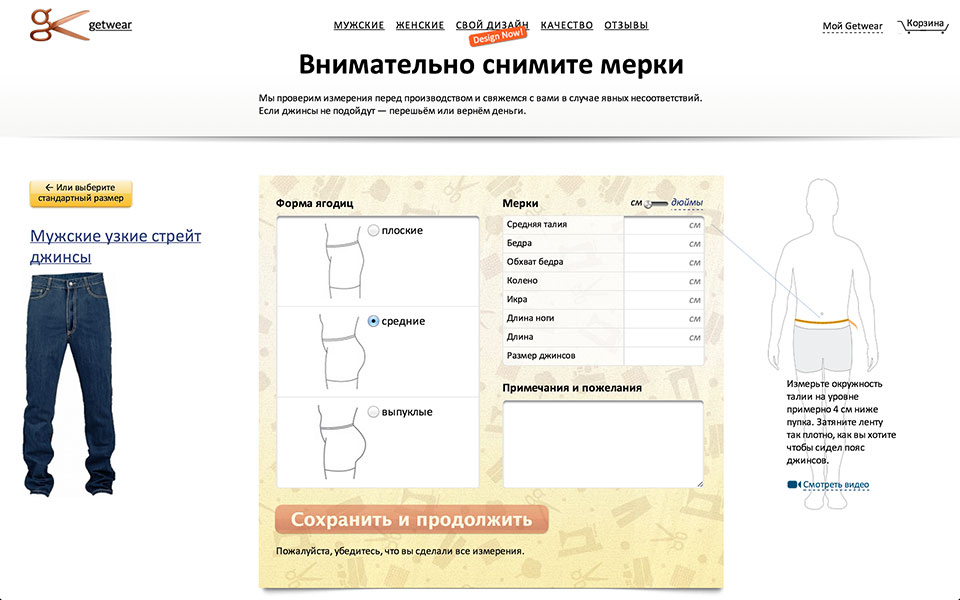 getwear
МУЖСКИЕ ЖЕНСКИЕ СВОЙ ДИЗАЙН КАЧЕСТВО ОТЗЫВЫ
Design Now!
Мой Getwear
Корзина
Внимательно снимите мерки
Мы проверим измерения перед производством и свяжемся с вами в случае явных несоответствий.
Если джинсы не подойдут — перешьём или вернём деньги.
← Или выберите
стандартный размер
Мужские узкие стрейт
джинсы
Форма ягодиц
плоские
средние
выпуклые
Мерки
см дюймы
Средняя талия см
Бедра см
Обхват бедра см
Колено см
Икра см
Длина ноги см
Длина см
Размер джинсов
Примечания и пожелания
Сохранить и продолжить
Пожалуйста, убедитесь, что вы сделали все измерения.
Измерьте окружность
талии на уровне
примерно 4 см ниже
пупка. Затяните ленту
так плотно, как вы хотите
чтобы сидел пояс
джинсов.
Смотреть видео